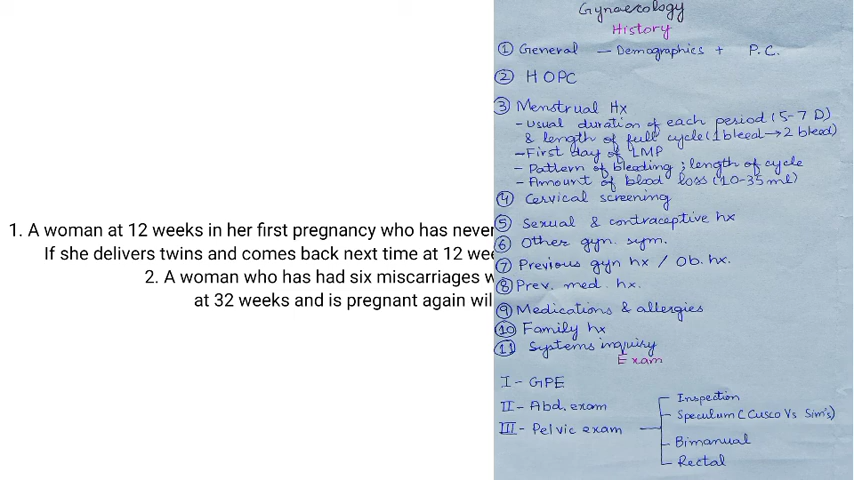 1. A woman at 12 weeks in her first pregnancy who has never
If she delivers twins and comes back next time at 12 wee
2. A woman who has had six miscarriages w
at 32 weeks and is pregnant again wil
Gynaecology
History
① General — Demographics + P.C.
② HOPC
③ Menstrual Hx
- Usual duration of each period (5-7 D)
& length of full cycle (1 bleed → 2 bleed)
- First day of LMP
- Pattern of bleeding ; length of cycle
- Amount of blood loss (10-35ml)
④ Cervical screening
⑤ Sexual & contraceptive hx
⑥ Other gyn. sym.
⑦ Previous gyn hx / Ob. hx.
⑧ Prev. med. hx.
⑨ Medications & allergies
⑩ Family hx
⑪ Systems inquiry
Exam
I - GPE
II - Abd. exam
III - Pelvic exam
Inspection
Speculum (Cusco Vs Sim's)
Bimanual
Rectal